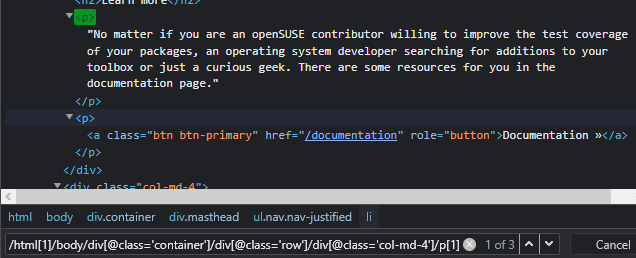 <h2>Learn more</h2>
<p>
"No matter if you are an openSUSE contributor willing to improve the test coverage
of your packages, an operating system developer searching for additions to your
toolbox or just a curious geek. There are some resources for you in the
documentation page."
</p>
<p>
<a class="btn btn-primary" href="/documentation" role="button">Documentation »</a>
</p>
</div>
<div class="col-md-4">
html body div.container div.masthead ul.nav.nav-justified li
/html[1]/body/div[@class='container']/div[@class='row']/div[@class='col-md-4']/p[1] 1 of 3 Cancel